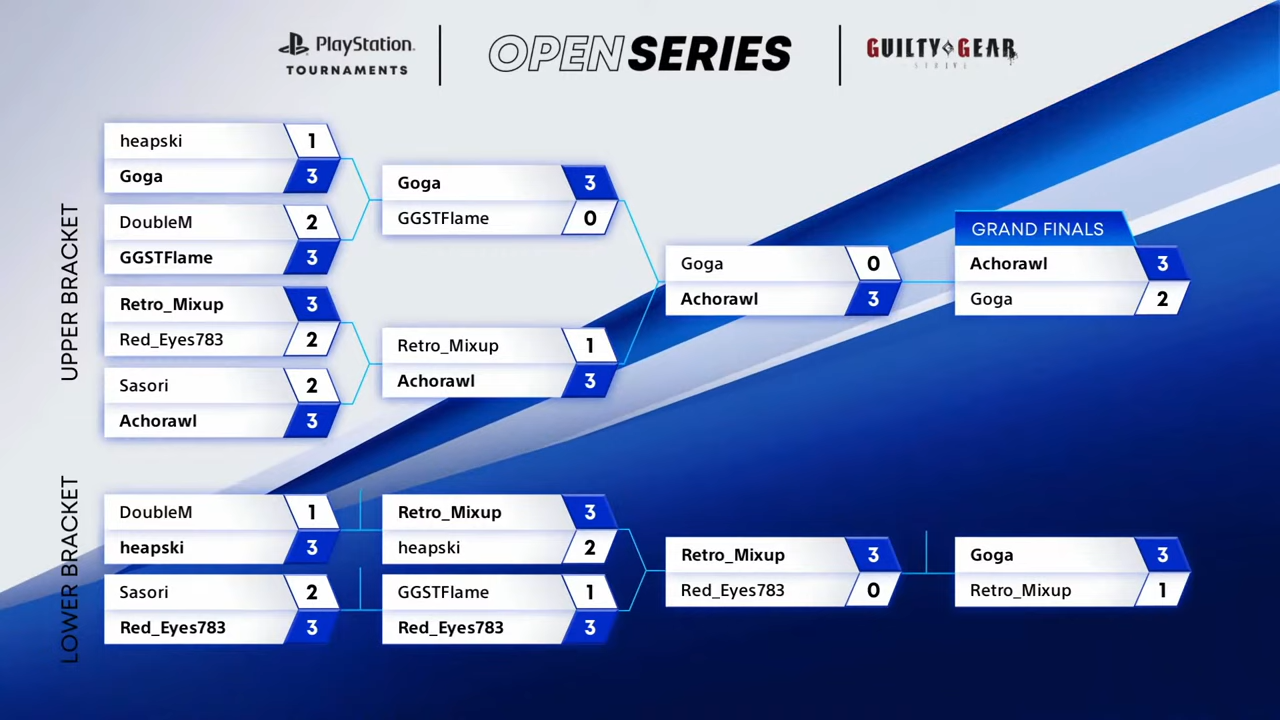 PlayStation
TOURNAMENTS
OPEN SERIES
GUILTY GEAR
STRIVE
UPPER BRACKET
heapski 1
Goga 3
DoubleM 2
GGSTFlame 3
Retro_Mixup 3
Red_Eyes783 2
Sasori 2
Achorawl 3
Goga 3
GGSTFlame 0
Retro_Mixup 1
Achorawl 3
Goga 0
Achorawl 3
GRAND FINALS
Achorawl 3
Goga 2
LOWER BRACKET
DoubleM 1
heapski 3
Sasori 2
Red_Eyes783 3
Retro_Mixup 3
heapski 2
GGSTFlame 1
Red_Eyes783 3
Retro_Mixup 3
Red_Eyes783 0
Goga 3
Retro_Mixup 1